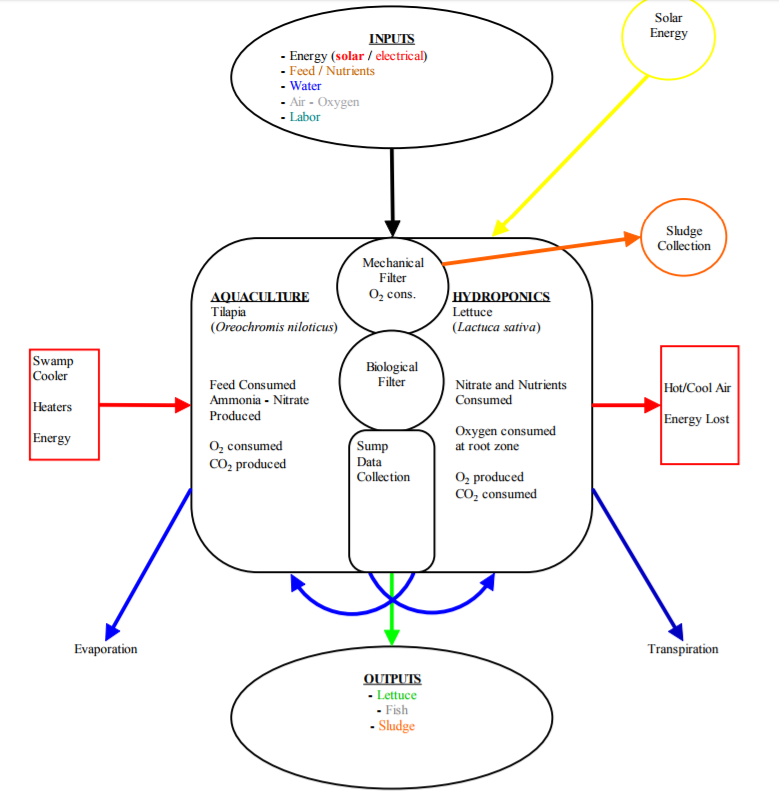 INPUTS
- Energy (solar / electrical)
- Feed / Nutrients
- Water
- Air - Oxygen
- Labor
Solar
Energy
Sludge
Collection
Mechanical
Filter
O₂ cons.
AQUACULTURE
Tilapia
(Oreochromis niloticus)
Feed Consumed
Ammonia - Nitrate
Produced
O₂ consumed
CO₂ produced
HYDROPONICS
Lettuce
(Lactuca sativa)
Nitrate and Nutrients
Consumed
Oxygen consumed
at root zone
O₂ produced
CO₂ consumed
Biological
Filter
Sump
Data
Collection
Swamp
Cooler
Heaters
Energy
Hot/Cool Air
Energy Lost
Evaporation
Transpiration
OUTPUTS
- Lettuce
- Fish
- Sludge